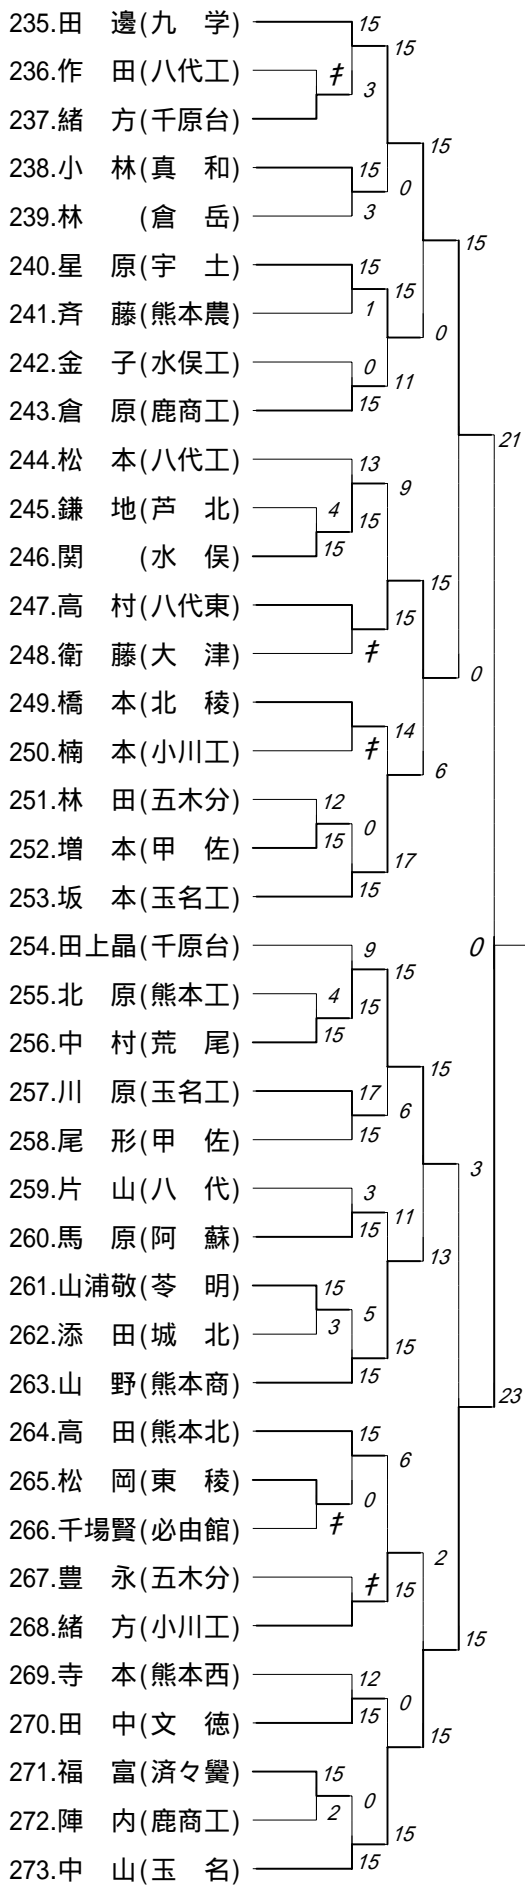 235.田　邊(九　学)
15
15
236.作　田(八代工)
ﾁ
3
237.緒　方(千原台)
15
238.小　林(真　和)
15
0
239.林　　(倉　岳)
3
15
240.星　原(宇　土)
15
15
241.斉　藤(熊本農)
1
0
242.金　子(水俣工)
0
11
243.倉　原(鹿商工)
15
21
244.松　本(八代工)
13
9
245.鎌　地(芦　北)
4
15
246.関　　(水　俣)
15
15
247.高　村(八代東)
15
248.衛　藤(大　津)
ﾁ
0
249.橋　本(北　稜)
14
250.楠　本(小川工)
ﾁ
6
251.林　田(五木分)
12
0
252.増　本(甲　佐)
15
17
253.坂　本(玉名工)
15
254.田上晶(千原台)
9
0
15
255.北　原(熊本工)
4
15
256.中　村(荒　尾)
15
15
257.川　原(玉名工)
17
6
258.尾　形(甲　佐)
15
3
259.片　山(八　代)
3
11
260.馬　原(阿　蘇)
15
13
261.山浦敬(苓　明)
15
5
262.添　田(城　北)
3
15
263.山　野(熊本商)
15
23
264.高　田(熊本北)
15
6
265.松　岡(東　稜)
0
266.千場賢(必由館)
ﾁ
2
267.豊　永(五木分)
ﾁ
15
268.緒　方(小川工)
15
269.寺　本(熊本西)
12
0
270.田　中(文　徳)
15
15
271.福　富(済々黌)
15
0
272.陣　内(鹿商工)
2
15
273.中　山(玉　名)
15